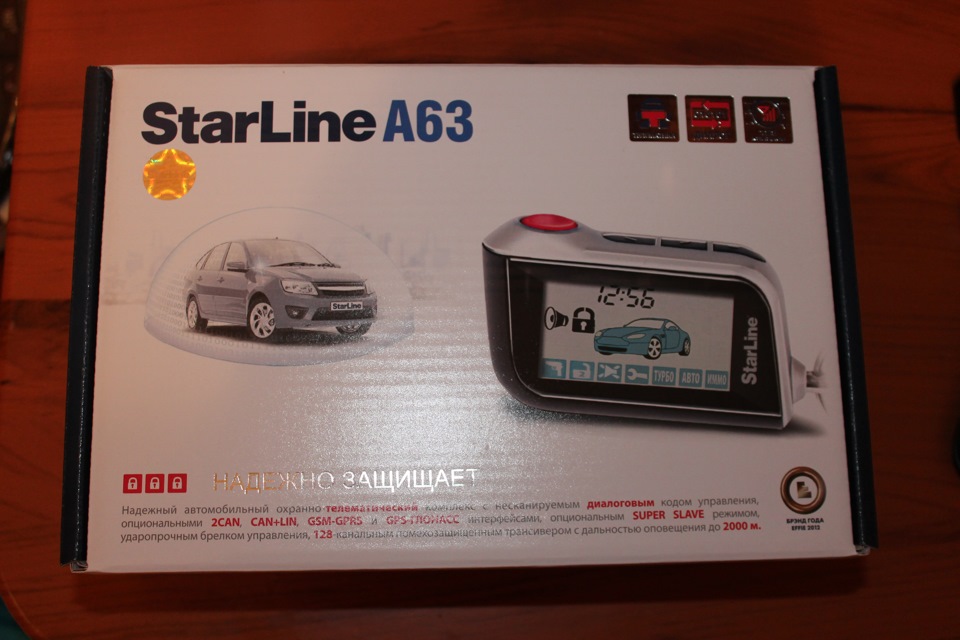 StarLine A63
StarLine
12:56
ТУРБО АВТО ИММО
StarLine
НАДЕЖНО ЗАЩИЩАЕТ
Надежный автомобильный охранно-телематический комплекс с несканируемым диалоговым кодом управления,
опциональными 2CAN, CAN+LIN, GSM-GPRS и GPS-ГЛОНАСС интерфейсами, опциональным SUPER SLAVE режимом,
ударопрочным брелком управления, 128-канальным помехозащищенным трансивером с дальностью оповещения до 2000 м.
БРЭНД ГОДА
EFFIE 2012